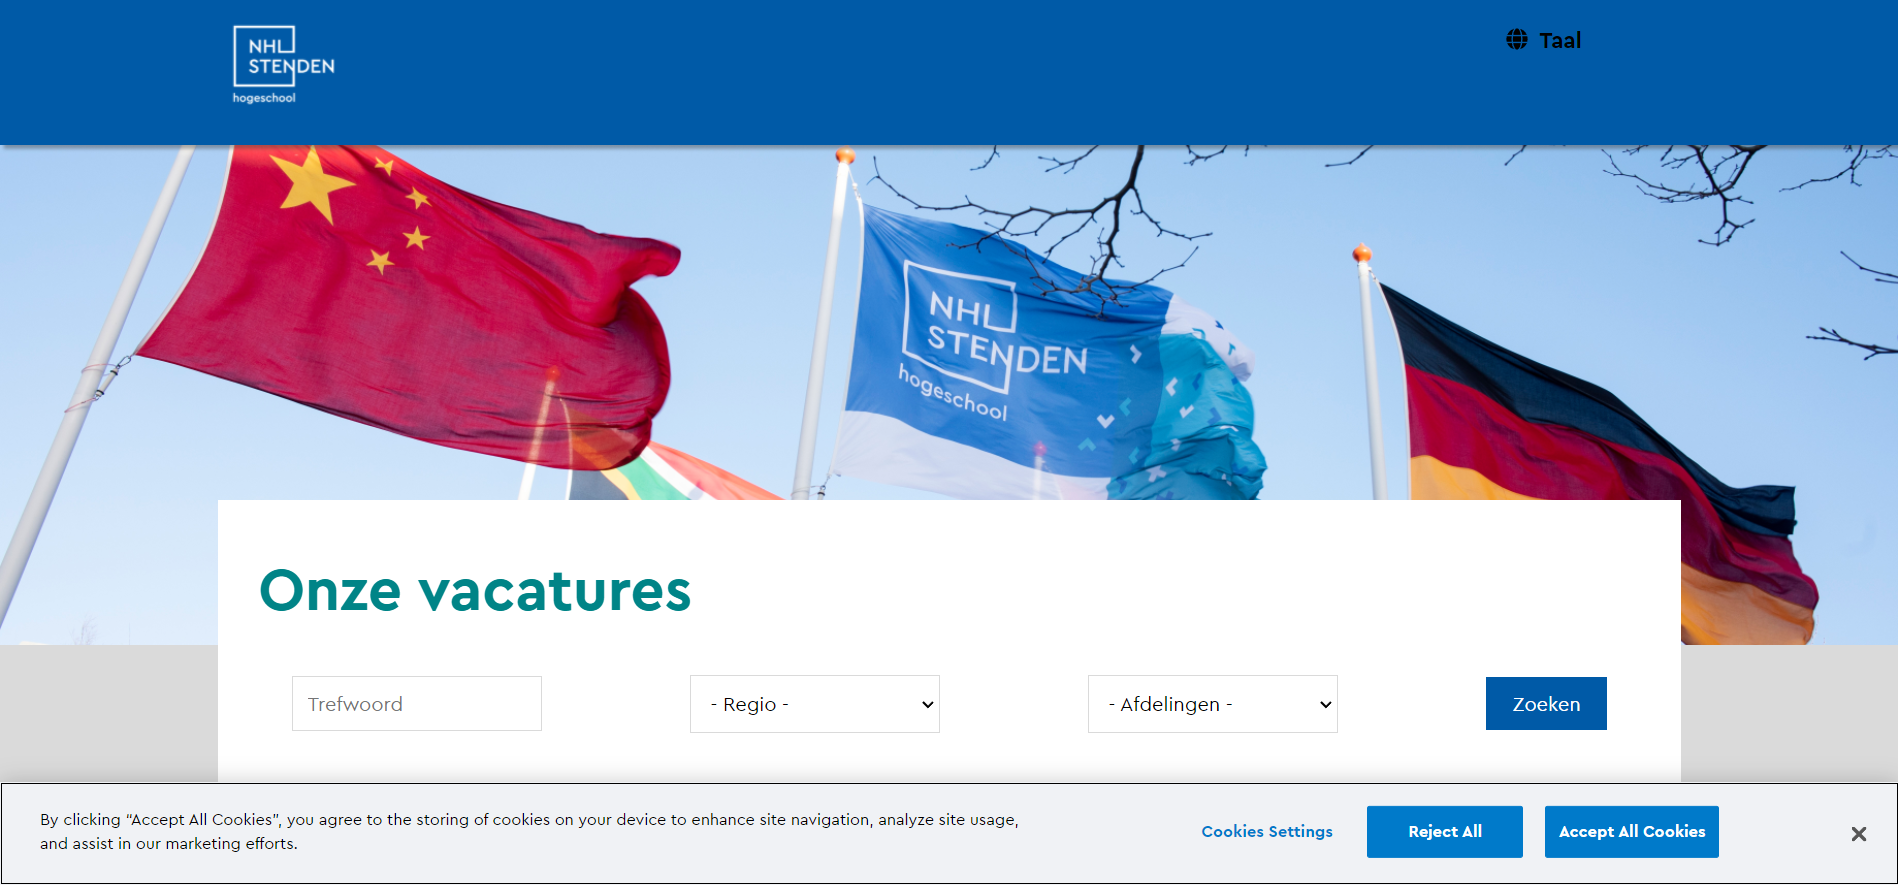 NHL
STENDEN
hogeschool
Taal
NHL
STENDEN
hogeschool
Onze vacatures
Trefwoord
- Regio -
- Afdelingen -
Zoeken
By clicking “Accept All Cookies”, you agree to the storing of cookies on your device to enhance site navigation, analyze site usage,
and assist in our marketing efforts.
Cookies Settings
Reject All
Accept All Cookies